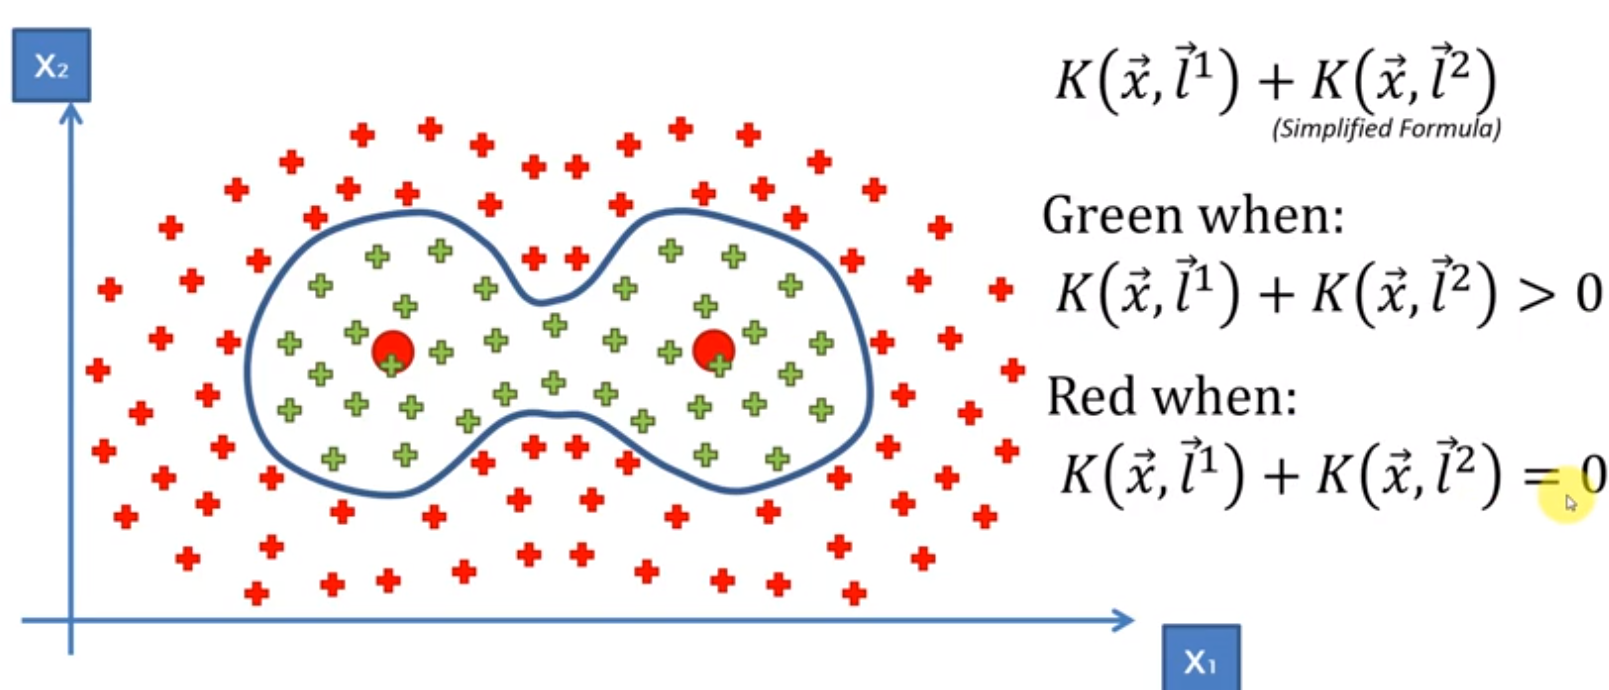 X₂
K(x⃗, l⃗¹) + K(x⃗, l⃗²)
(Simplified Formula)
Green when:
K(x⃗, l⃗¹) + K(x⃗, l⃗²) > 0
Red when:
K(x⃗, l⃗¹) + K(x⃗, l⃗²) = 0
X₁